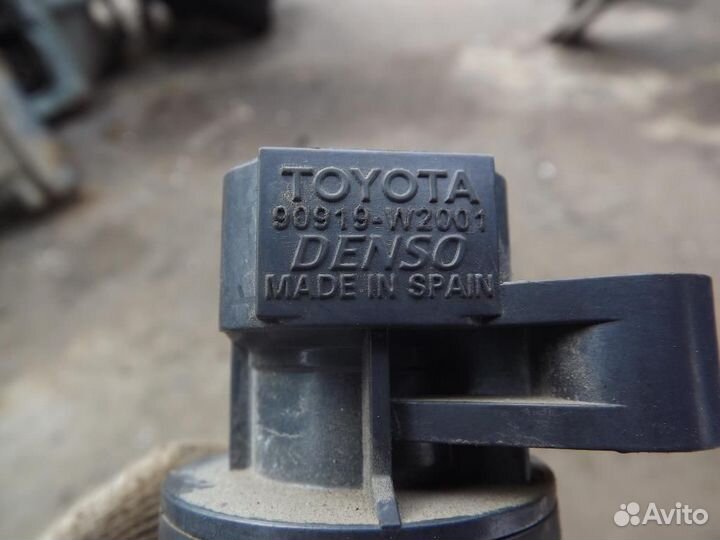 TOYOTA
90919-W2001
DENSO
MADE IN SPAIN
Avito